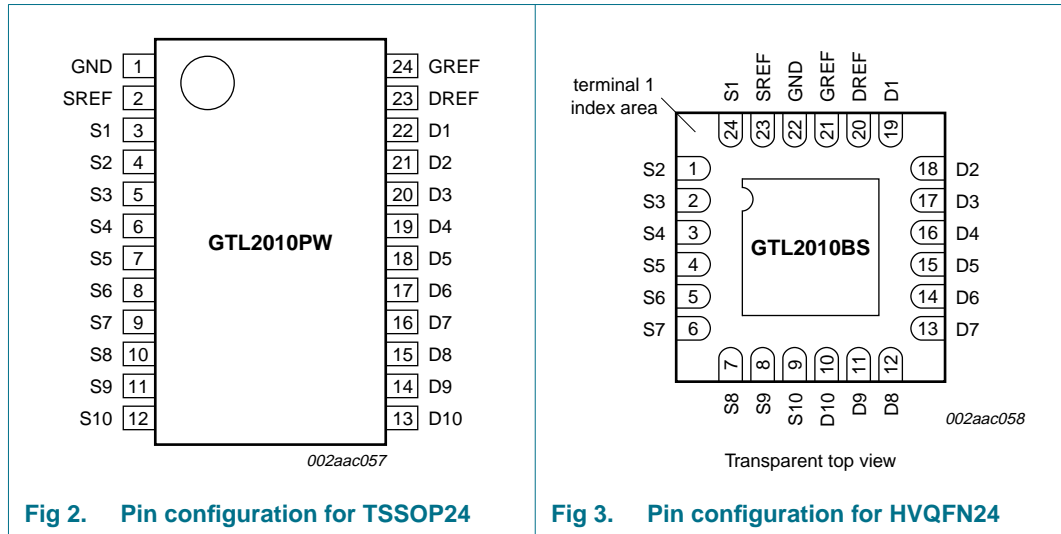 GND 1
SREF 2
S1 3
S2 4
S3 5
S4 6
S5 7
S6 8
S7 9
S8 10
S9 11
S10 12
GTL2010PW
24 GREF
23 DREF
22 D1
21 D2
20 D3
19 D4
18 D5
17 D6
16 D7
15 D8
14 D9
13 D10
002aac057
Fig 2. Pin configuration for TSSOP24
terminal 1
index area
S1 SREF GND GREF DREF D1
24 23 22 21 20 19
S2 1
S3 2
S4 3
S5 4
S6 5
S7 6
GTL2010BS
18 D2
17 D3
16 D4
15 D5
14 D6
13 D7
7 8 9 10 11 12
S8 S9 S10 D10 D9 D8
002aac058
Transparent top view
Fig 3. Pin configuration for HVQFN24